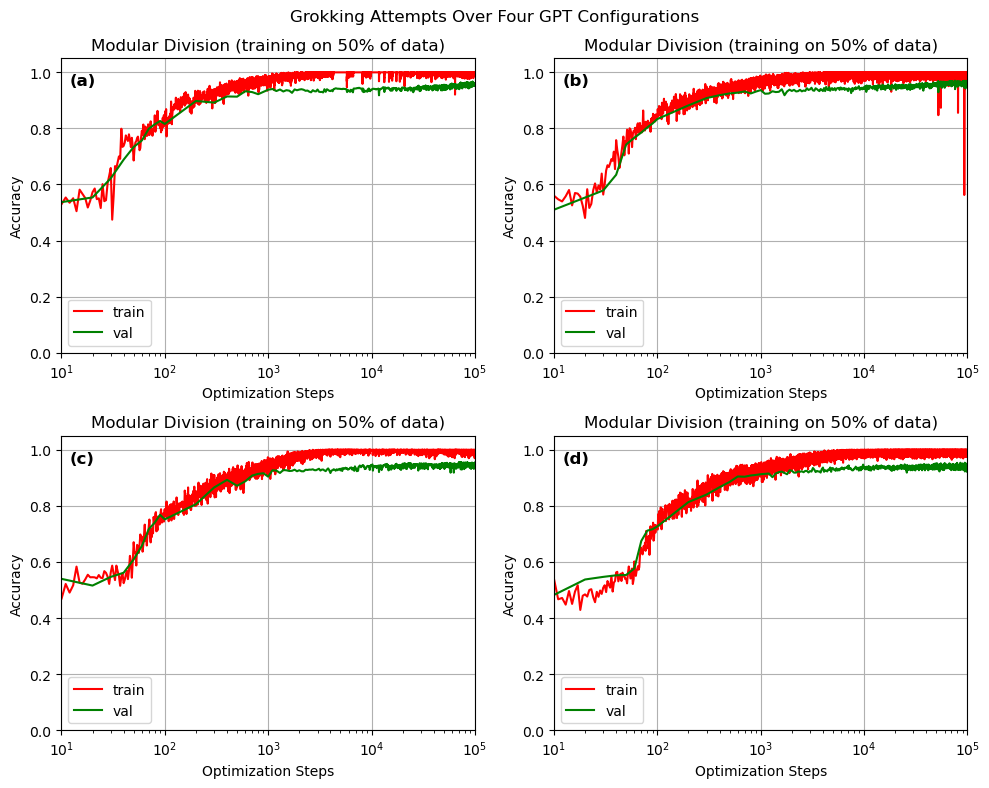 Grokking Attempts Over Four GPT Configurations
Modular Division (training on 50% of data)
(a)
Accuracy
1.0
0.8
0.6
0.4
0.2
0.0
train
val
10^1
10^2
10^3
10^4
10^5
Optimization Steps
Modular Division (training on 50% of data)
(b)
Accuracy
1.0
0.8
0.6
0.4
0.2
0.0
train
val
10^1
10^2
10^3
10^4
10^5
Optimization Steps
Modular Division (training on 50% of data)
(c)
Accuracy
1.0
0.8
0.6
0.4
0.2
0.0
train
val
10^1
10^2
10^3
10^4
10^5
Optimization Steps
Modular Division (training on 50% of data)
(d)
Accuracy
1.0
0.8
0.6
0.4
0.2
0.0
train
val
10^1
10^2
10^3
10^4
10^5
Optimization Steps